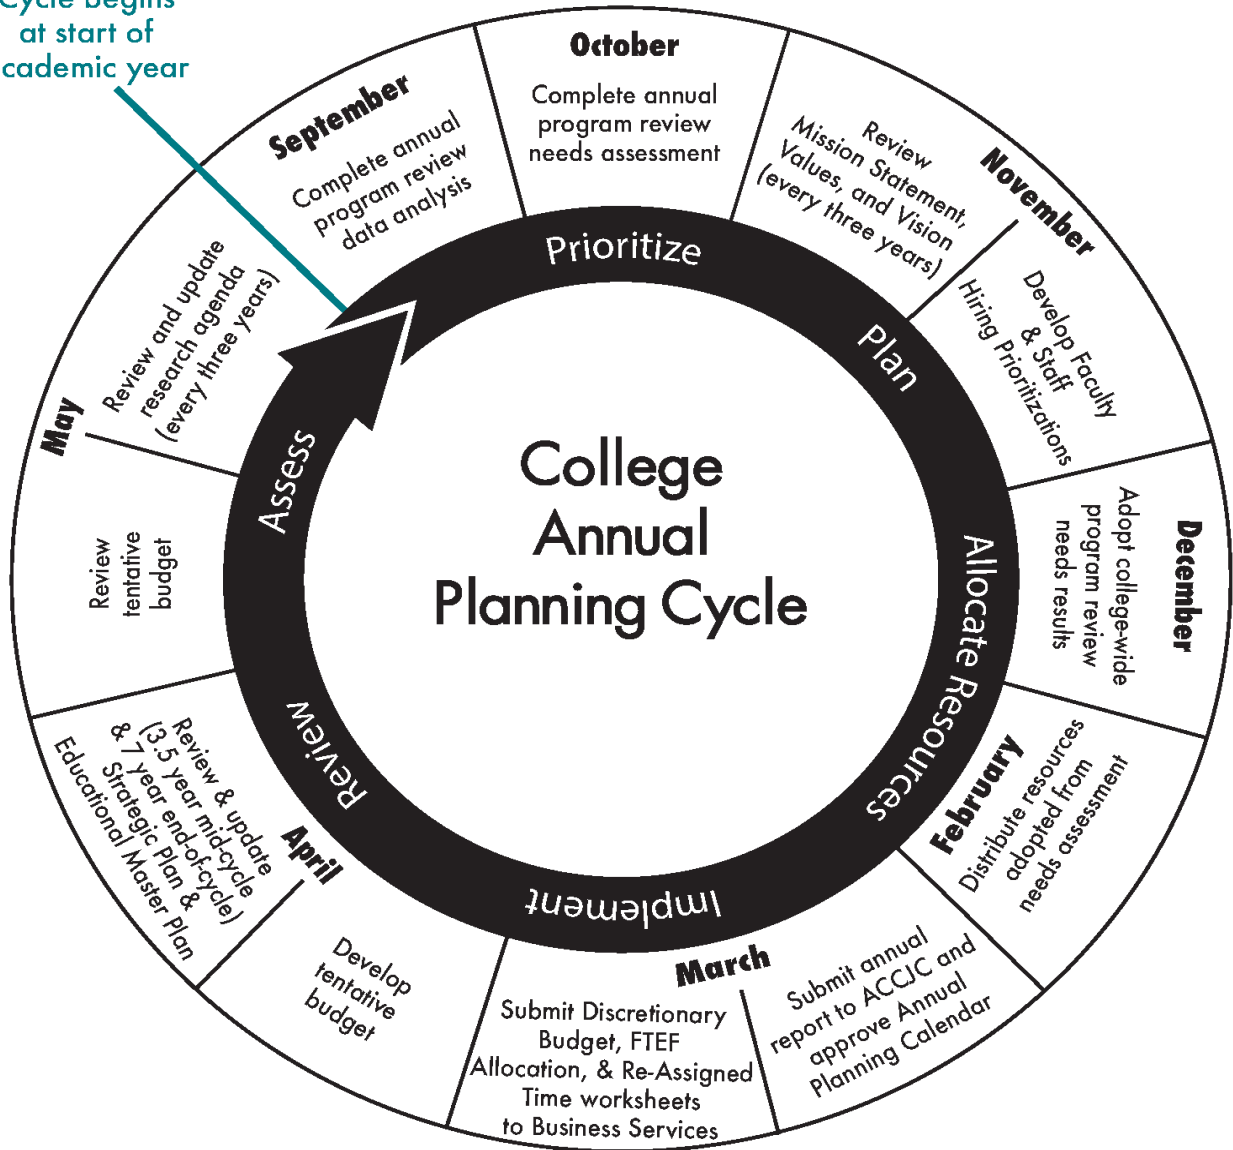 Cycle begins
at start of
academic year
September
Complete annual
program review
data analysis
October
Complete annual
program review
needs assessment
November
Review
Mission Statement,
Values, and Vision
(every three years)
Develop Faculty
& Staff
Hiring Prioritizations
December
Adopt college-wide
program review
needs results
February
Distribute resources
adopted from
needs assessment
March
Submit annual
report to ACCJC and
approve Annual
Planning Calendar
Submit Discretionary
Budget, FTEF
Allocation, & Re-Assigned
Time worksheets
to Business Services
April
Develop
tentative
budget
Review & update
(3.5 year mid-cycle
& 7 year end-of-cycle)
Strategic Plan &
Educational Master Plan
May
Review
tentative
budget
Review and update
research agenda
(every three years)
Prioritize
Plan
Allocate Resources
Implement
Review
Assess
College
Annual
Planning Cycle